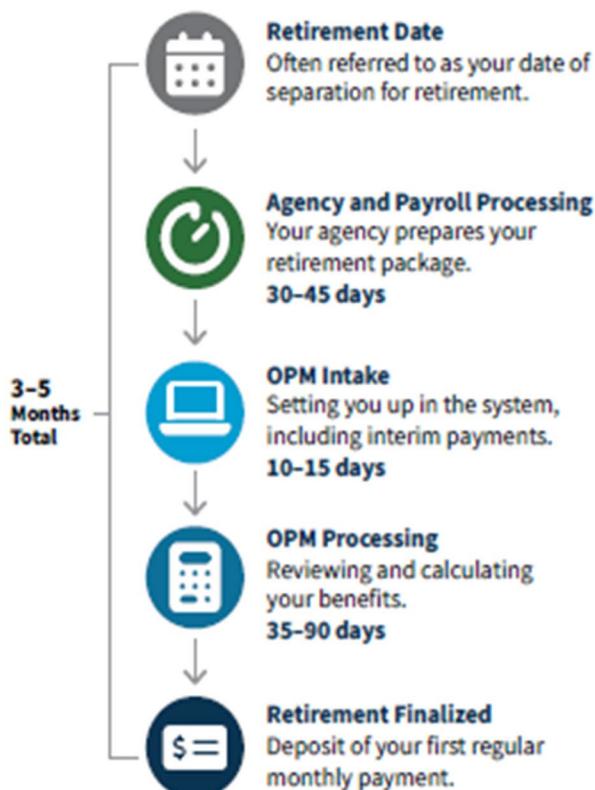 Retirement Date
Often referred to as your date of
separation for retirement.
Agency and Payroll Processing
Your agency prepares your
retirement package.
30–45 days
OPM Intake
Setting you up in the system,
including interim payments.
10–15 days
3–5
Months
Total
OPM Processing
Reviewing and calculating
your benefits.
35–90 days
Retirement Finalized
Deposit of your first regular
monthly payment.
$